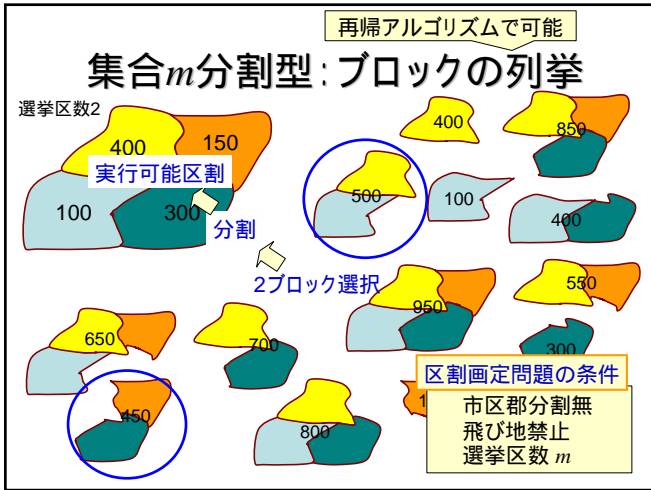 再帰アルゴリズムで可能
集合m分割型：ブロックの列挙
選挙区数2
400
150
実行可能区割
100
300
分割
2ブロック選択
400
850
500
100
400
650
700
950
550
300
450
800
区割画定問題の条件
市区郡分割無
飛び地禁止
選挙区数 m